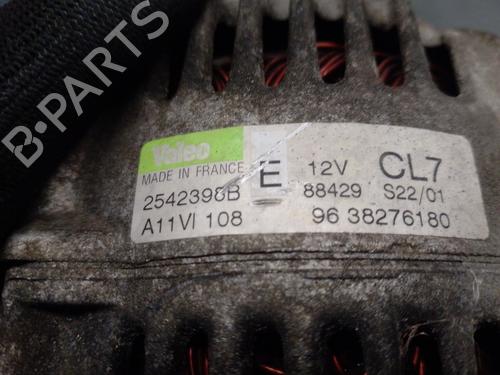 B-PARTS
Valeo
MADE IN FRANCE
E
12V
CL7
2542398B
88429 S22/01
A11VI 108
96 38276180